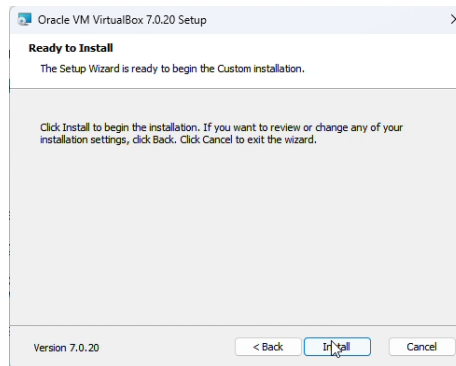 Oracle VM VirtualBox 7.0.20 Setup
Ready to Install
The Setup Wizard is ready to begin the Custom installation.
Click Install to begin the installation. If you want to review or change any of your
installation settings, click Back. Click Cancel to exit the wizard.
Version 7.0.20
< Back
Install
Cancel